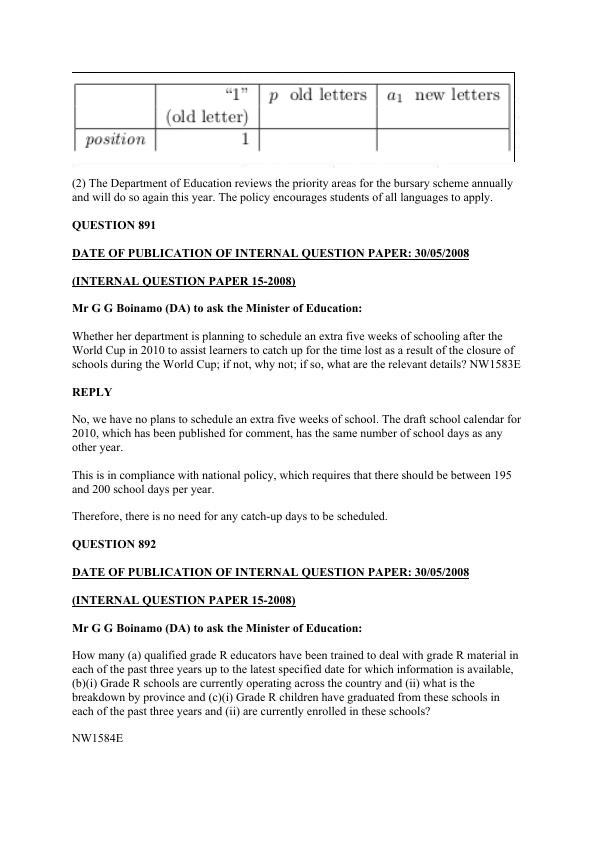 "1" p old letters a₁ new letters
(old letter)
position 1
(2) The Department of Education reviews the priority areas for the bursary scheme annually
and will do so again this year. The policy encourages students of all languages to apply.
QUESTION 891
DATE OF PUBLICATION OF INTERNAL QUESTION PAPER: 30/05/2008
(INTERNAL QUESTION PAPER 15-2008)
Mr G G Boinamo (DA) to ask the Minister of Education:
Whether her department is planning to schedule an extra five weeks of schooling after the
World Cup in 2010 to assist learners to catch up for the time lost as a result of the closure of
schools during the World Cup; if not, why not; if so, what are the relevant details? NW1583E
REPLY
No, we have no plans to schedule an extra five weeks of school. The draft school calendar for
2010, which has been published for comment, has the same number of school days as any
other year.
This is in compliance with national policy, which requires that there should be between 195
and 200 school days per year.
Therefore, there is no need for any catch-up days to be scheduled.
QUESTION 892
DATE OF PUBLICATION OF INTERNAL QUESTION PAPER: 30/05/2008
(INTERNAL QUESTION PAPER 15-2008)
Mr G G Boinamo (DA) to ask the Minister of Education:
How many (a) qualified grade R educators have been trained to deal with grade R material in
each of the past three years up to the latest specified date for which information is available,
(b)(i) Grade R schools are currently operating across the country and (ii) what is the
breakdown by province and (c)(i) Grade R children have graduated from these schools in
each of the past three years and (ii) are currently enrolled in these schools?
NW1584E